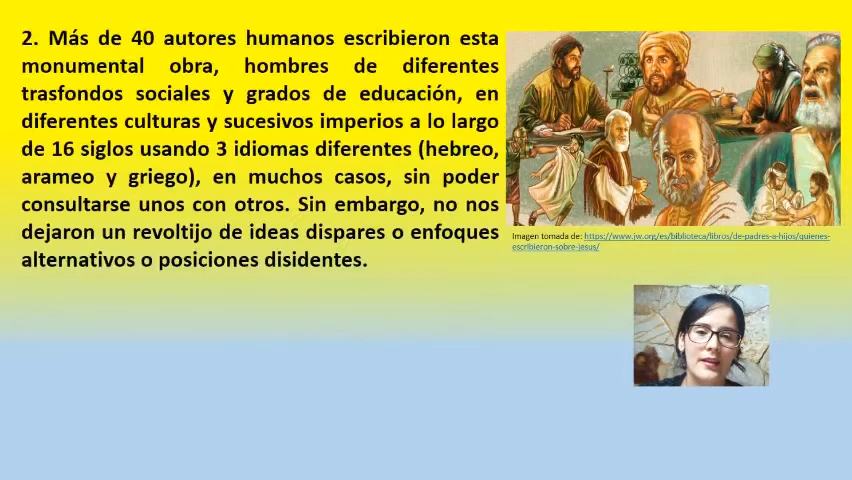 2. Más de 40 autores humanos escribieron esta
monumental obra, hombres de diferentes
trasfondos sociales y grados de educación, en
diferentes culturas y sucesivos imperios a lo largo
de 16 siglos usando 3 idiomas diferentes (hebreo,
arameo y griego), en muchos casos, sin poder
consultarse unos con otros. Sin embargo, no nos
dejaron un revoltijo de ideas dispares o enfoques
alternativos o posiciones disidentes.
Imagen tomada de: https://www.jw.org/es/biblioteca/libros/de-padres-a-hijos/quienes-
escribieron-sobre-jesus/